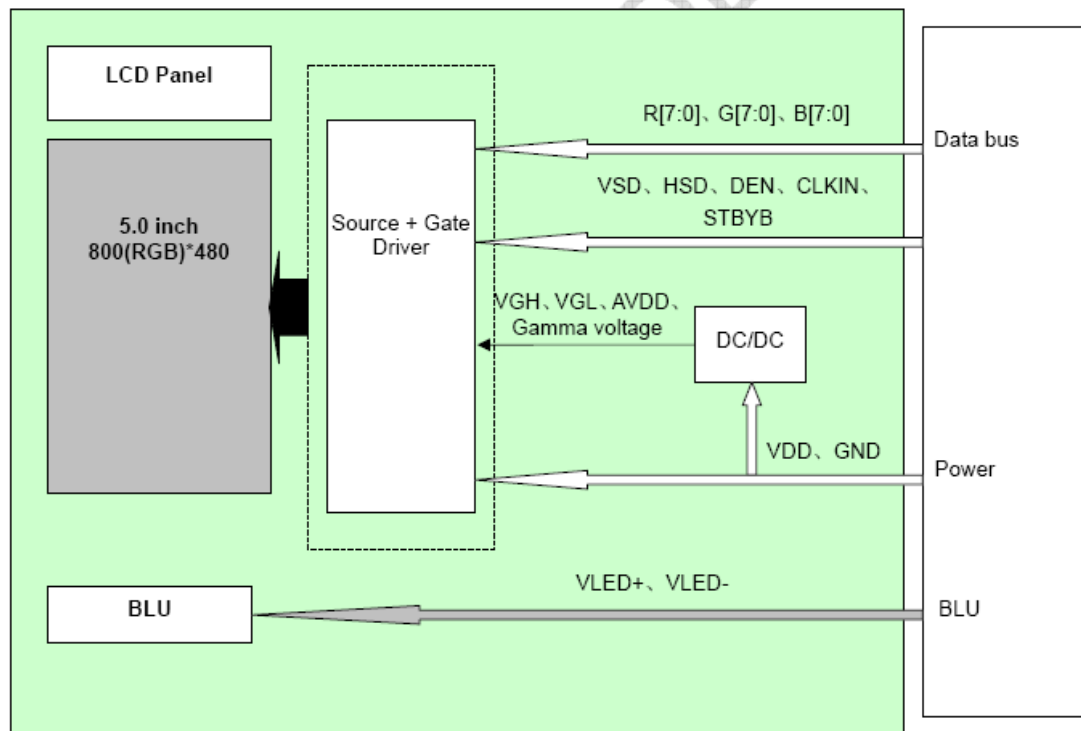 LCD Panel
5.0 inch
800(RGB)*480
Source + Gate
Driver
R[7:0]、G[7:0]、B[7:0]
Data bus
VSD、HSD、DEN、CLKIN、
STBYB
VGH、VGL、AVDD、
Gamma voltage
DC/DC
VDD、GND
Power
BLU
VLED+、VLED-
BLU